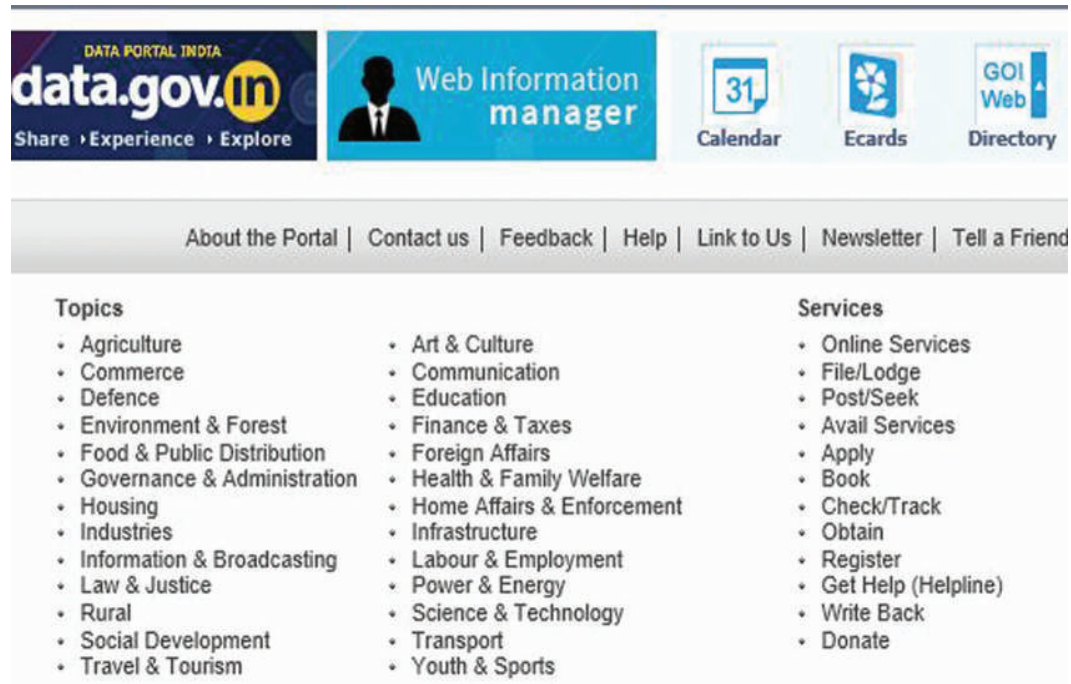 DATA PORTAL INDIA
data.gov.in
Share › Experience › Explore
Web Information
manager
31
Calendar
Ecards
GOI
Web
Directory
About the Portal | Contact us | Feedback | Help | Link to Us | Newsletter | Tell a Friend
Topics
• Agriculture
• Commerce
• Defence
• Environment & Forest
• Food & Public Distribution
• Governance & Administration
• Housing
• Industries
• Information & Broadcasting
• Law & Justice
• Rural
• Social Development
• Travel & Tourism
• Art & Culture
• Communication
• Education
• Finance & Taxes
• Foreign Affairs
• Health & Family Welfare
• Home Affairs & Enforcement
• Infrastructure
• Labour & Employment
• Power & Energy
• Science & Technology
• Transport
• Youth & Sports
Services
• Online Services
• File/Lodge
• Post/Seek
• Avail Services
• Apply
• Book
• Check/Track
• Obtain
• Register
• Get Help (Helpline)
• Write Back
• Donate